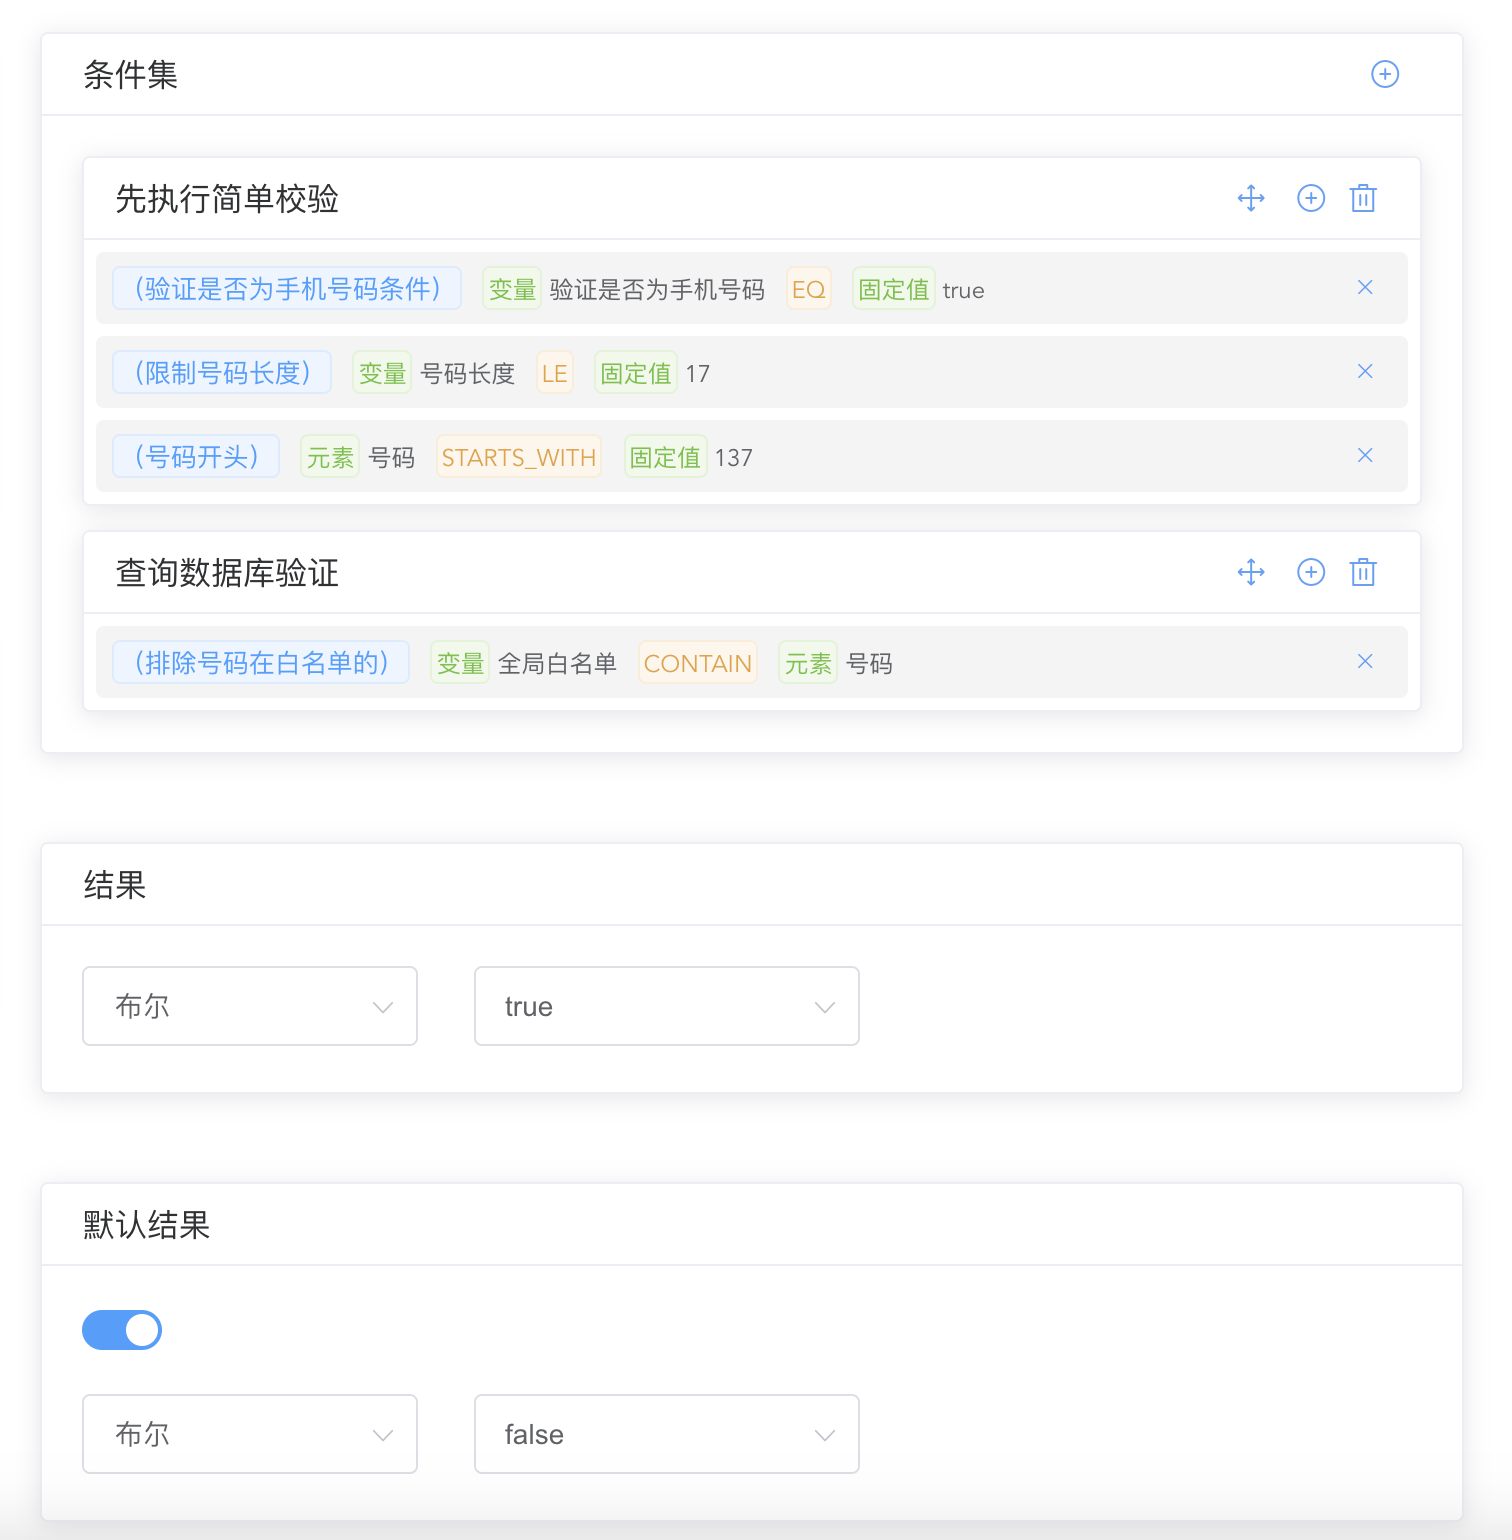 条件集
先执行简单校验
（验证是否为手机号码条件） 变量 验证是否为手机号码 EQ 固定值 true
（限制号码长度） 变量 号码长度 LE 固定值 17
（号码开头） 元素 号码 STARTS_WITH 固定值 137
查询数据库验证
（排除号码在白名单的） 变量 全局白名单 CONTAIN 元素 号码
结果
布尔 true
默认结果
布尔 false